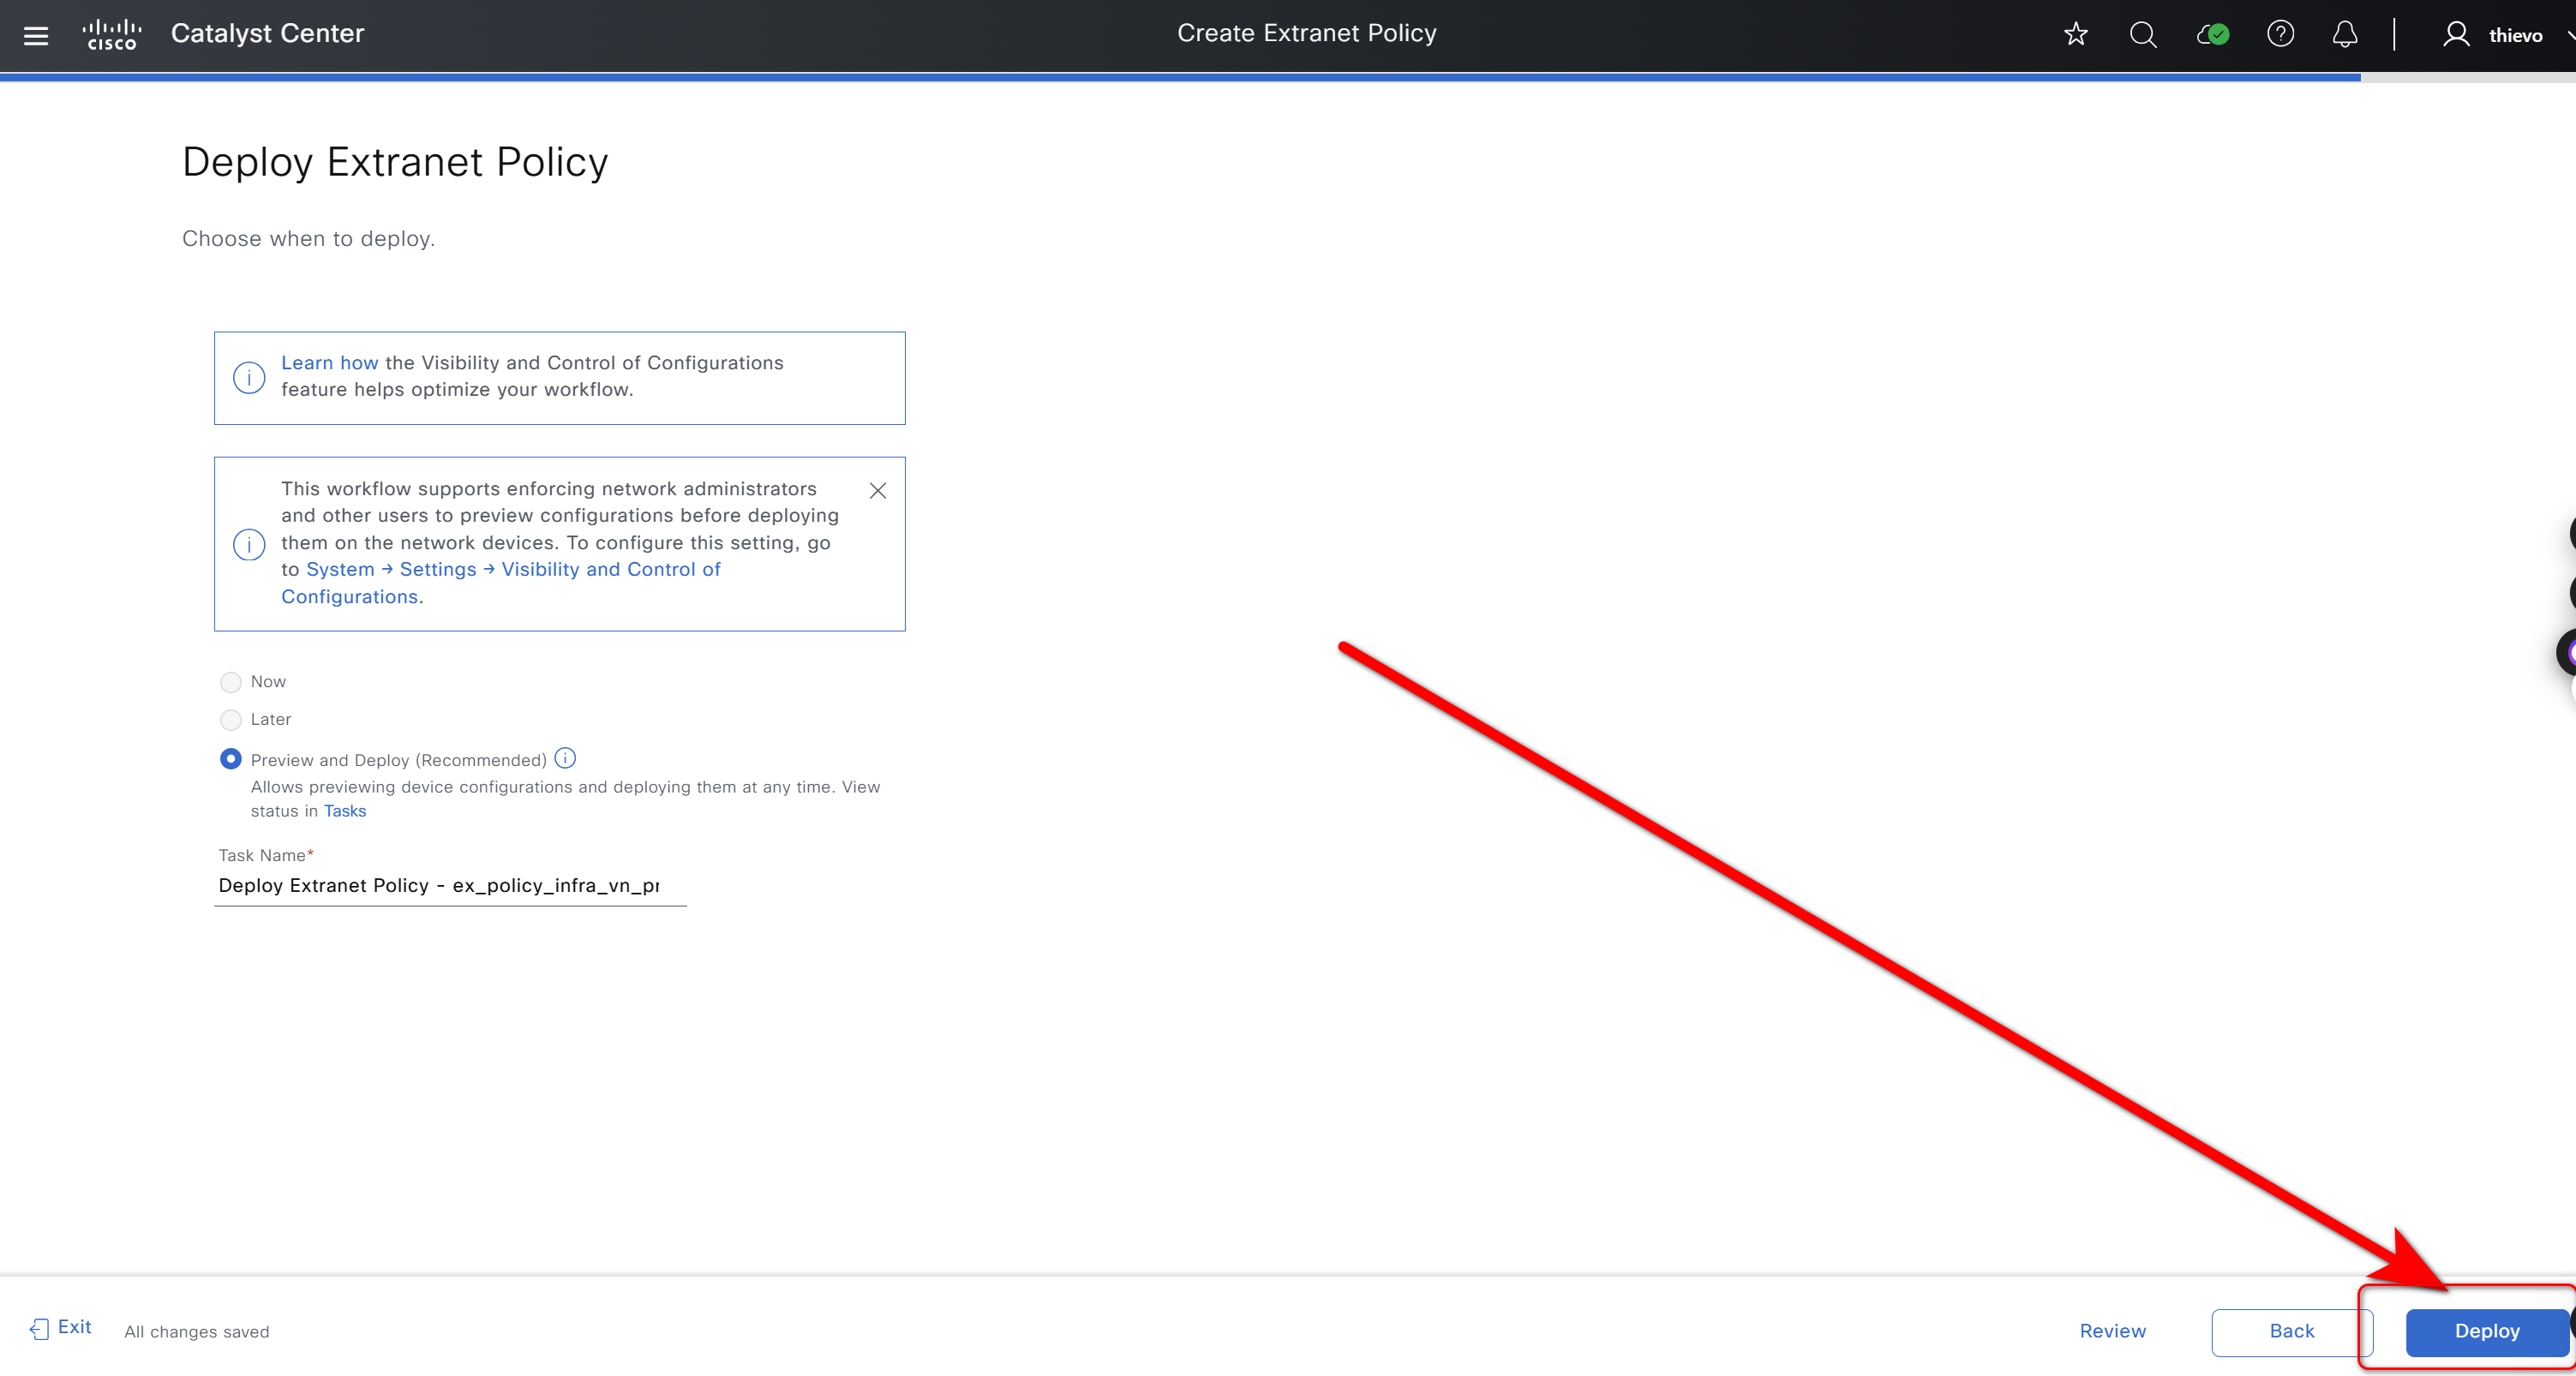 cisco Catalyst Center
Create Extranet Policy
thievo
Deploy Extranet Policy
Choose when to deploy.
Learn how the Visibility and Control of Configurations
feature helps optimize your workflow.
This workflow supports enforcing network administrators
and other users to preview configurations before deploying
them on the network devices. To configure this setting, go
to System → Settings → Visibility and Control of
Configurations.
Now
Later
Preview and Deploy (Recommended)
Allows previewing device configurations and deploying them at any time. View
status in Tasks
Task Name*
Deploy Extranet Policy - ex_policy_infra_vn_pr
Exit
All changes saved
Review
Back
Deploy